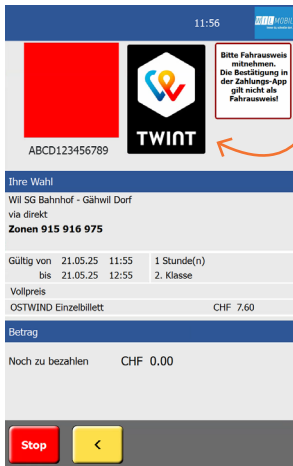 11:56
WILMOBIL
Bitte Fahrausweis
mitnehmen.
Die Bestätigung in
der Zahlungs-App
gilt nicht als
Fahrausweis!
TWINT
ABCD123456789
Ihre Wahl
Wil SG Bahnhof - Gähwil Dorf
via direkt
Zonen 915 916 975
Gültig von 21.05.25 11:55 1 Stunde(n)
bis 21.05.25 12:55 2. Klasse
Vollpreis
OSTWIND Einzelbillett CHF 7.60
Betrag
Noch zu bezahlen CHF 0.00
Stop <